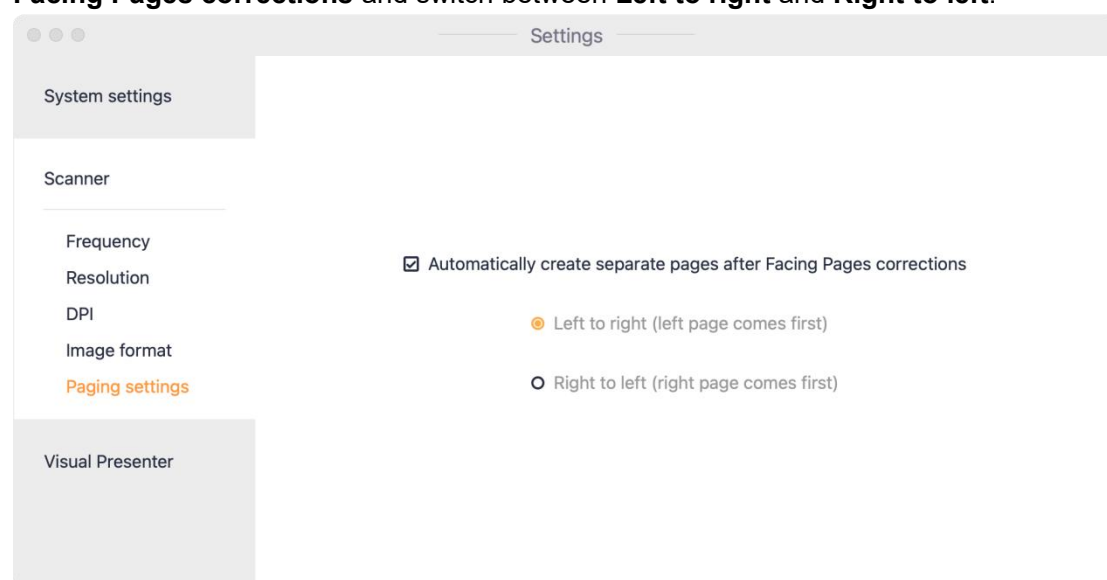 Facing Pages corrections and switch between Left to right and Right to left.
Settings
System settings
Scanner
Frequency
Resolution
DPI
Image format
Paging settings
Visual Presenter
Automatically create separate pages after Facing Pages corrections
Left to right (left page comes first)
Right to left (right page comes first)